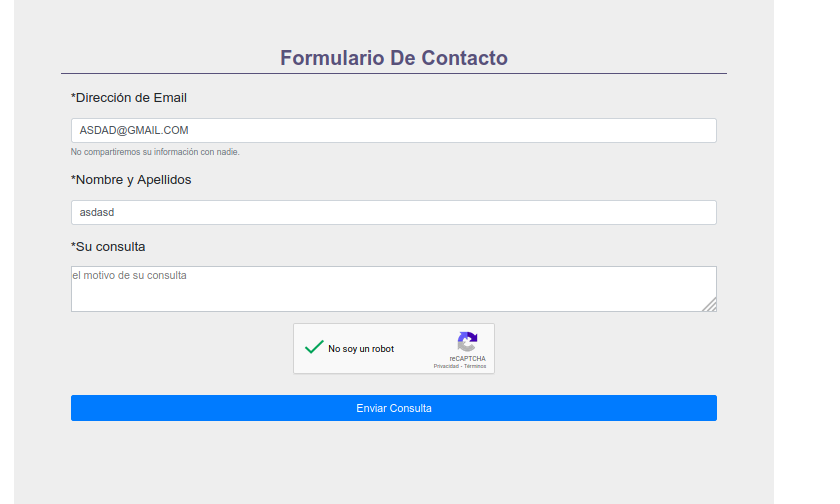 Formulario De Contacto
*Dirección de Email
ASDAD@GMAIL.COM
No compartiremos su información con nadie.
*Nombre y Apellidos
asdasd
*Su consulta
el motivo de su consulta
No soy un robot
reCAPTCHA
Privacidad - Términos
Enviar Consulta